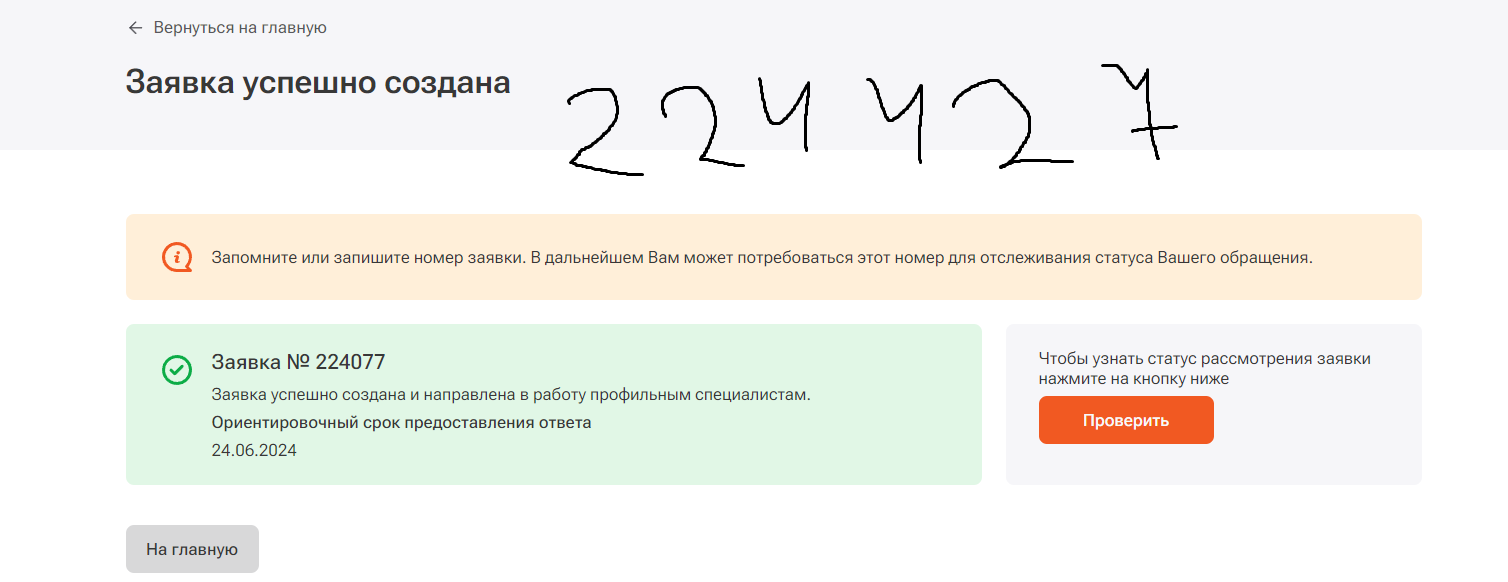 Вернуться на главную
Заявка успешно создана
224427
Запомните или запишите номер заявки. В дальнейшем Вам может потребоваться этот номер для отслеживания статуса Вашего обращения.
Заявка № 224077
Заявка успешно создана и направлена в работу профильным специалистам.
Ориентировочный срок предоставления ответа
24.06.2024
Чтобы узнать статус рассмотрения заявки
нажмите на кнопку ниже
Проверить
На главную